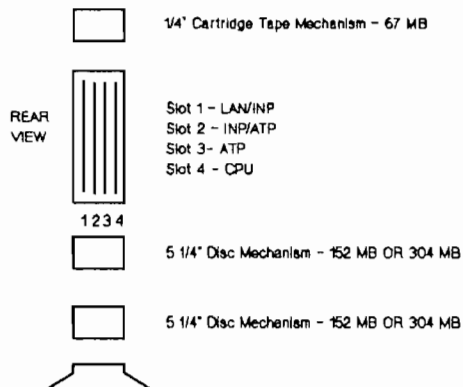 1/4" Cartridge Tape Mechanism - 67 MB
REAR
VIEW
Slot 1 - LAN/INP
Slot 2 - INP/ATP
Slot 3- ATP
Slot 4 - CPU
1234
5 1/4" Disc Mechanism - 152 MB OR 304 MB
5 1/4" Disc Mechanism - 152 MB OR 304 MB